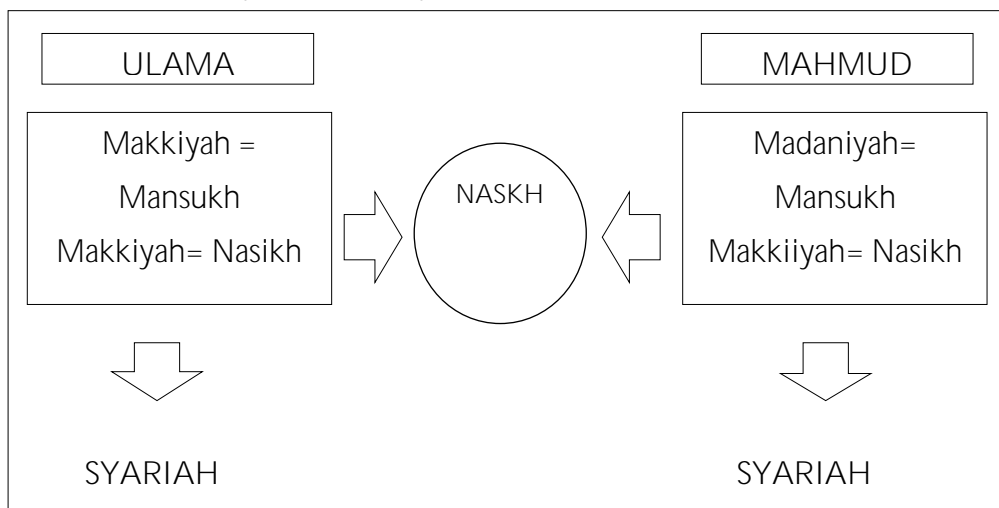 ULAMA
Makkiyah =
Mansukh
Makkiyah= Nasikh
NASKH
MAHMUD
Madaniyah=
Mansukh
Makkiiyah= Nasikh
SYARIAH
SYARIAH